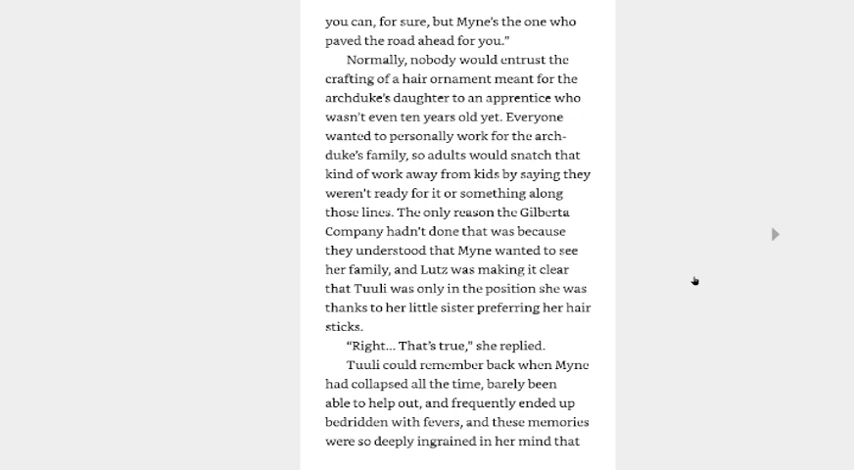 you can, for sure, but Myne's the one who
paved the road ahead for you."
Normally, nobody would entrust the
crafting of a hair ornament meant for the
archduke's daughter to an apprentice who
wasn't even ten years old yet. Everyone
wanted to personally work for the arch-
duke's family, so adults would snatch that
kind of work away from kids by saying they
weren't ready for it or something along
those lines. The only reason the Gilberta
Company hadn't done that was because
they understood that Myne wanted to see
her family, and Lutz was making it clear
that Tuuli was only in the position she was
thanks to her little sister preferring her hair
sticks.
"Right... That's true," she replied.
Tuuli could remember back when Myne
had collapsed all the time, barely been
able to help out, and frequently ended up
bedridden with fevers, and these memories
were so deeply ingrained in her mind that